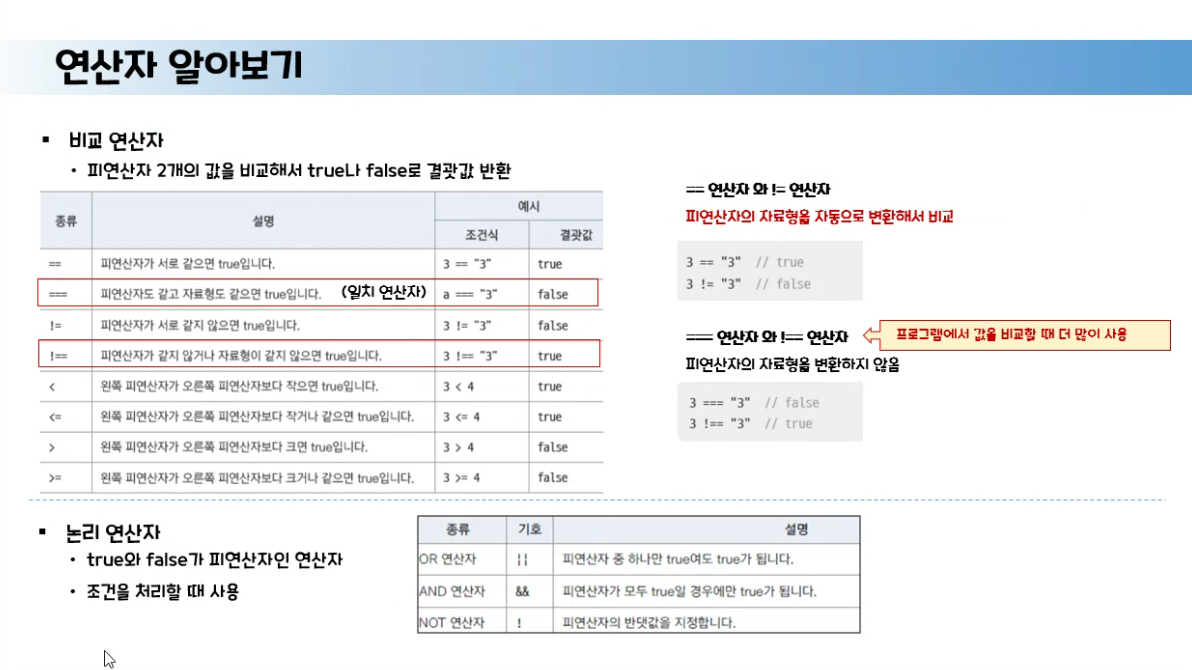 연산자 알아보기
▪ 비교 연산자
• 피연산자 2개의 값을 비교해서 true나 false로 결괏값 반환
종류 설명 예시
조건식 결괏값
== 피연산자가 서로 같으면 true입니다. 3 == "3" true
=== 피연산자도 같고 자료형도 같으면 true입니다. (일치 연산자) a === "3" false
!= 피연산자가 서로 같지 않으면 true입니다. 3 != "3" false
!== 피연산자가 같지 않거나 자료형이 같지 않으면 true입니다. 3 !== "3" true
< 왼쪽 피연산자가 오른쪽 피연산자보다 작으면 true입니다. 3 < 4 true
<= 왼쪽 피연산자가 오른쪽 피연산자보다 작거나 같으면 true입니다. 3 <= 4 true
> 왼쪽 피연산자가 오른쪽 피연산자보다 크면 true입니다. 3 > 4 false
>= 왼쪽 피연산자가 오른쪽 피연산자보다 크거나 같으면 true입니다. 3 >= 4 false
== 연산자 와 != 연산자
피연산자의 자료형을 자동으로 변환해서 비교
3 == "3" // true
3 != "3" // false
=== 연산자 와 !== 연산자
프로그램에서 값을 비교할 때 더 많이 사용
피연산자의 자료형을 변환하지 않음
3 === "3" // false
3 !== "3" // true
▪ 논리 연산자
• true와 false가 피연산자인 연산자
• 조건을 처리할 때 사용
종류 기호 설명
OR 연산자 || 피연산자 중 하나만 true여도 true가 됩니다.
AND 연산자 && 피연산자가 모두 true일 경우에만 true가 됩니다.
NOT 연산자 ! 피연산자의 반댓값을 지정합니다.